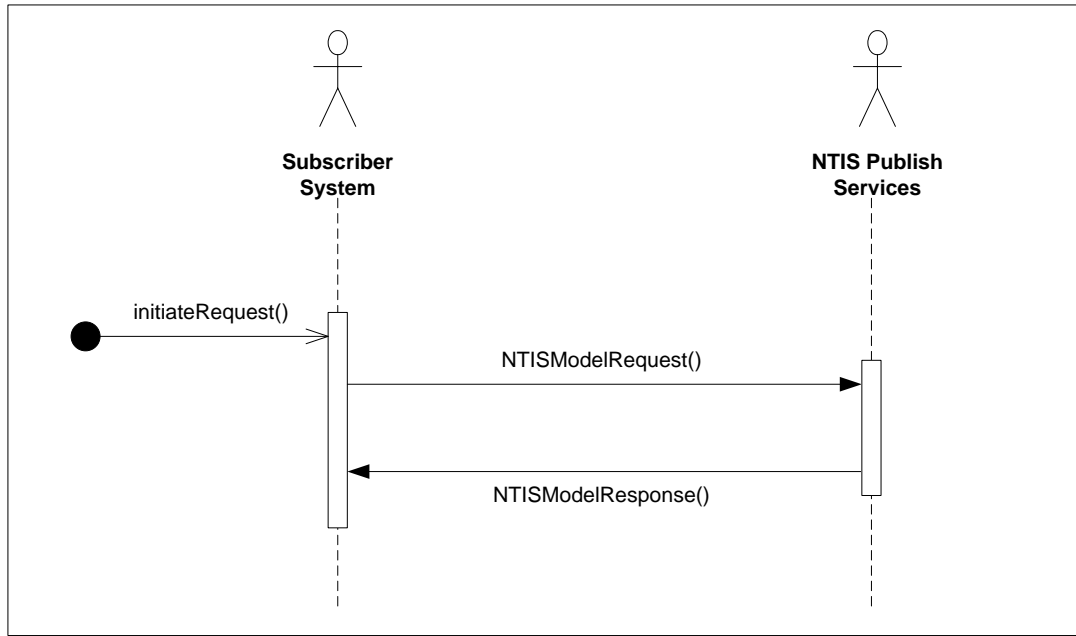 Subscriber
System
NTIS Publish
Services
initiateRequest()
NTISModelRequest()
NTISModelResponse()